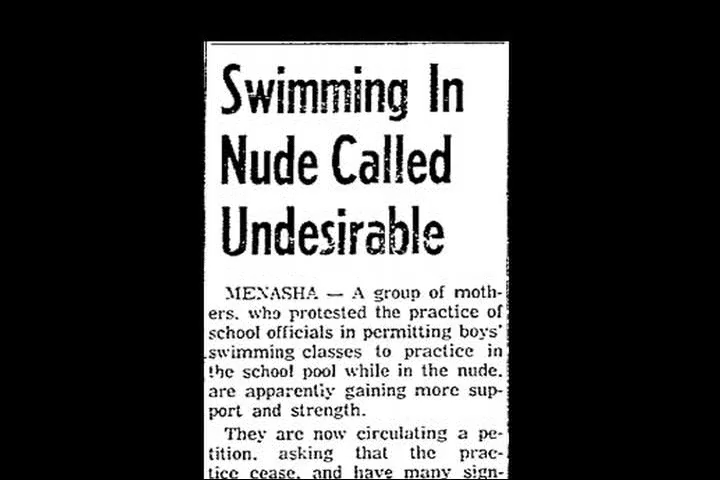 Swimming In
Nude Called
Undesirable
MENASHA — A group of moth-
ers, who protested the practice of
school officials in permitting boys'
swimming classes to practice in
the school pool while in the nude,
are apparently gaining more sup-
port and strength.
They are now circulating a pe-
tition, asking that the prac-
tice cease, and have many sign-